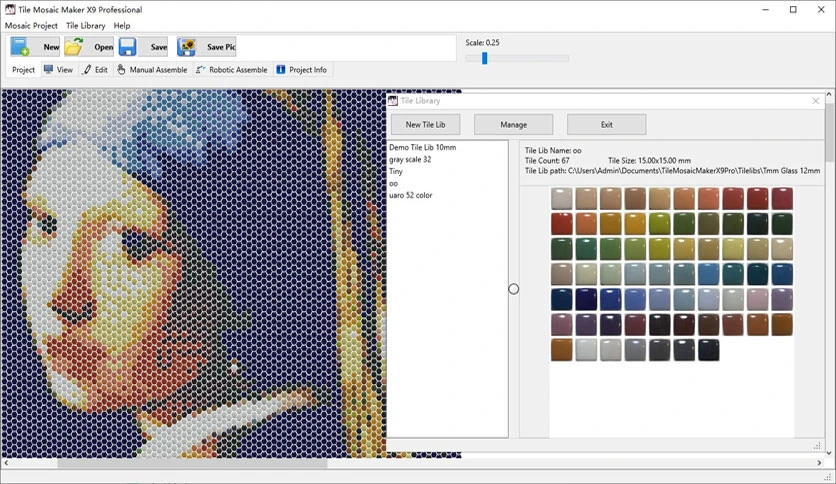 Tile Mosaic Maker X9 Professional
Mosaic Project Tile Library Help
New Open Save Save Pic
Scale: 0.25
Project View Edit Manual Assemble Robotic Assemble Project Info
Tile Library
New Tile Lib Manage Exit
Demo Tile Lib 10mm
gray scale 32
Tiny
oo
uaro 52 color
Tile Lib Name: oo
Tile Count: 67 Tile Size: 15.00x15.00 mm
Tile Lib path: C:\Users\Admin\Documents\TileMosaicMakerX9Pro\Tilelibs\Tmm Glass 12mm